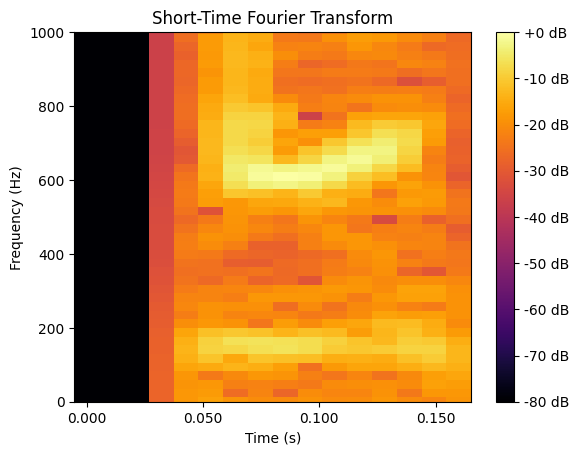 Short-Time Fourier Transform
1000
800
600
400
200
0
Frequency (Hz)
0.000
0.050
0.100
0.150
Time (s)
+0 dB
-10 dB
-20 dB
-30 dB
-40 dB
-50 dB
-60 dB
-70 dB
-80 dB